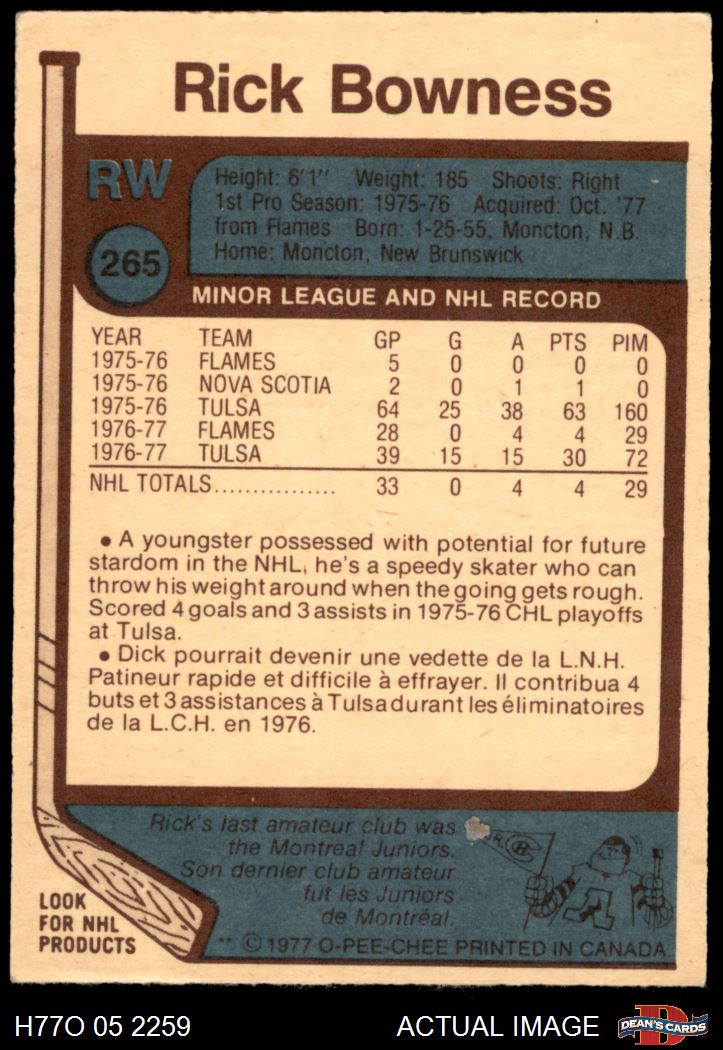 Rick Bowness
RW
Height: 6'1" Weight: 185 Shoots: Right
1st Pro Season: 1975-76 Acquired: Oct. '77
from Flames Born: 1-25-55, Moncton, N.B.
Home: Moncton, New Brunswick
265
MINOR LEAGUE AND NHL RECORD
YEAR TEAM GP G A PTS PIM
1975-76 FLAMES 5 0 0 0 0
1975-76 NOVA SCOTIA 2 0 1 1 0
1975-76 TULSA 64 25 38 63 160
1976-77 FLAMES 28 0 4 4 29
1976-77 TULSA 39 15 15 30 72
NHL TOTALS................ 33 0 4 4 29
• A youngster possessed with potential for future
stardom in the NHL, he's a speedy skater who can
throw his weight around when the going gets rough.
Scored 4 goals and 3 assists in 1975-76 CHL playoffs
at Tulsa.
• Dick pourrait devenir une vedette de la L.N.H.
Patineur rapide et difficile à effrayer. Il contribua 4
buts et 3 assistances à Tulsa durant les éliminatoires
de la L.C.H. en 1976.
Rick's last amateur club was
the Montreal Juniors.
Son dernier club amateur
fut les Juniors
de Montréal.
LOOK
FOR NHL
PRODUCTS
** © 1977 O-PEE-CHEE PRINTED IN CANADA.
H77O 05 2259 ACTUAL IMAGE DEAN'S CARDS